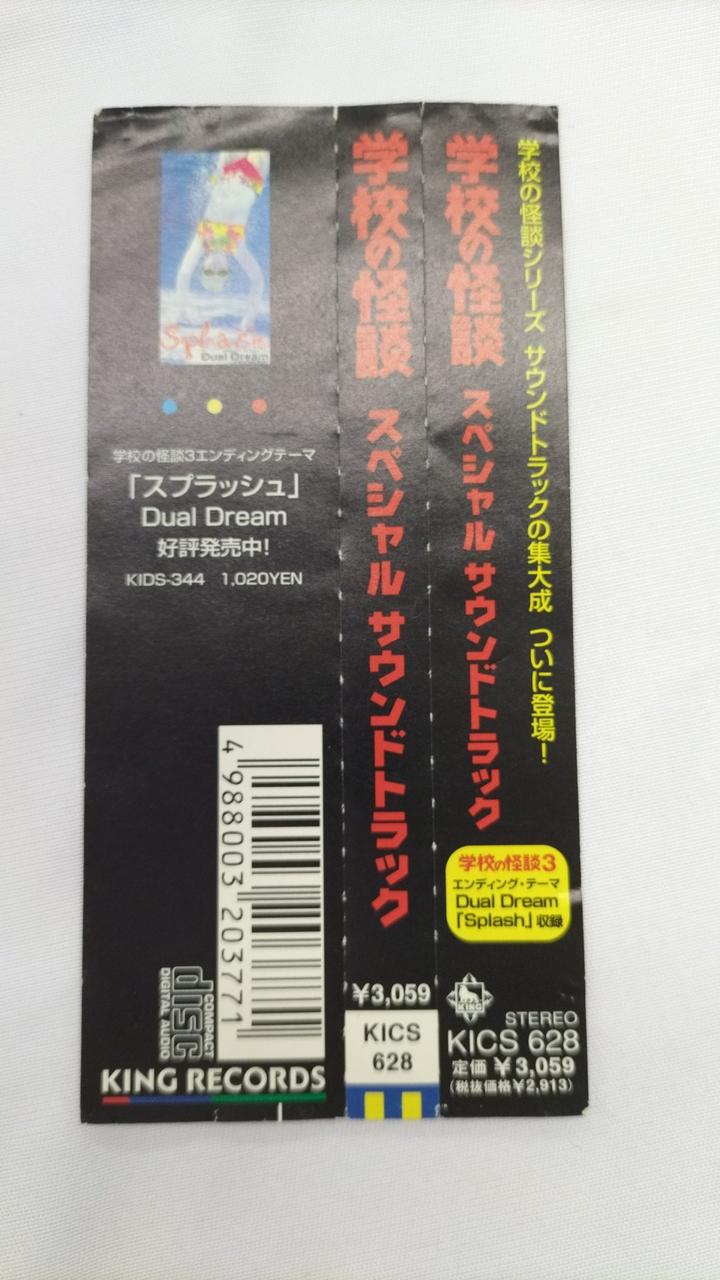 学校の怪談シリーズ サウンドトラックの集大成 ついに登場！
学校の怪談 スペシャル サウンドトラック
学校の怪談3
エンディング・テーマ
Dual Dream
「Splash」収録
KING
STEREO
KICS 628
定価 ¥3,059
(税抜価格¥2,913)
学校の怪談 スペシャル サウンドトラック
¥3,059
KICS
628
Splash
Dual Dream
学校の怪談3エンディングテーマ
「スプラッシュ」
Dual Dream
好評発売中!
KIDS-344 1,020YEN
4 988003 203771
COMPACT
disc
DIGITAL AUDIO
KING RECORDS